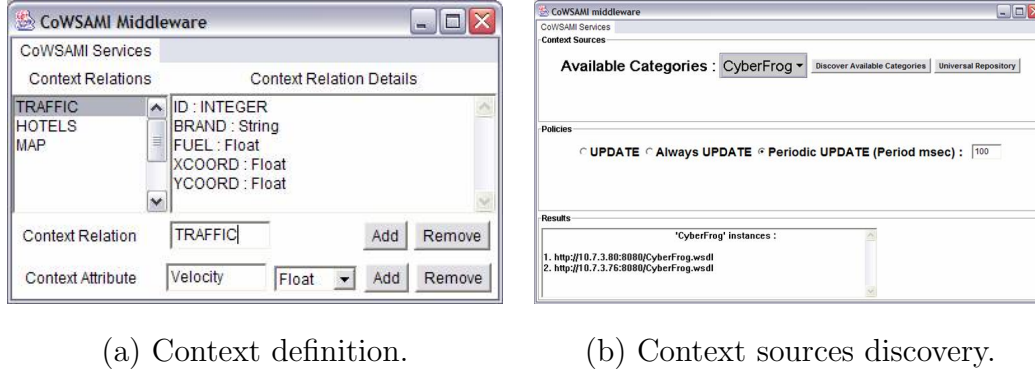 CoWSAMI Middleware
CoWSAMI Services
Context Relations Context Relation Details
TRAFFIC
HOTELS
MAP
ID : INTEGER
BRAND : String
FUEL : Float
XCOORD : Float
YCOORD : Float
Context Relation TRAFFIC Add Remove
Context Attribute Velocity Float Add Remove
(a) Context definition.
CoWSAMI middleware
CoWSAMI Services
Context Sources
Available Categories : CyberFrog Discover Available Categories Universal Repository
Policies
UPDATE Always UPDATE Periodic UPDATE (Period msec) : 100
Results
'CyberFrog' instances :
1. http://10.7.3.80:8080/CyberFrog.wsdl
2. http://10.7.3.76:8080/CyberFrog.wsdl
(b) Context sources discovery.